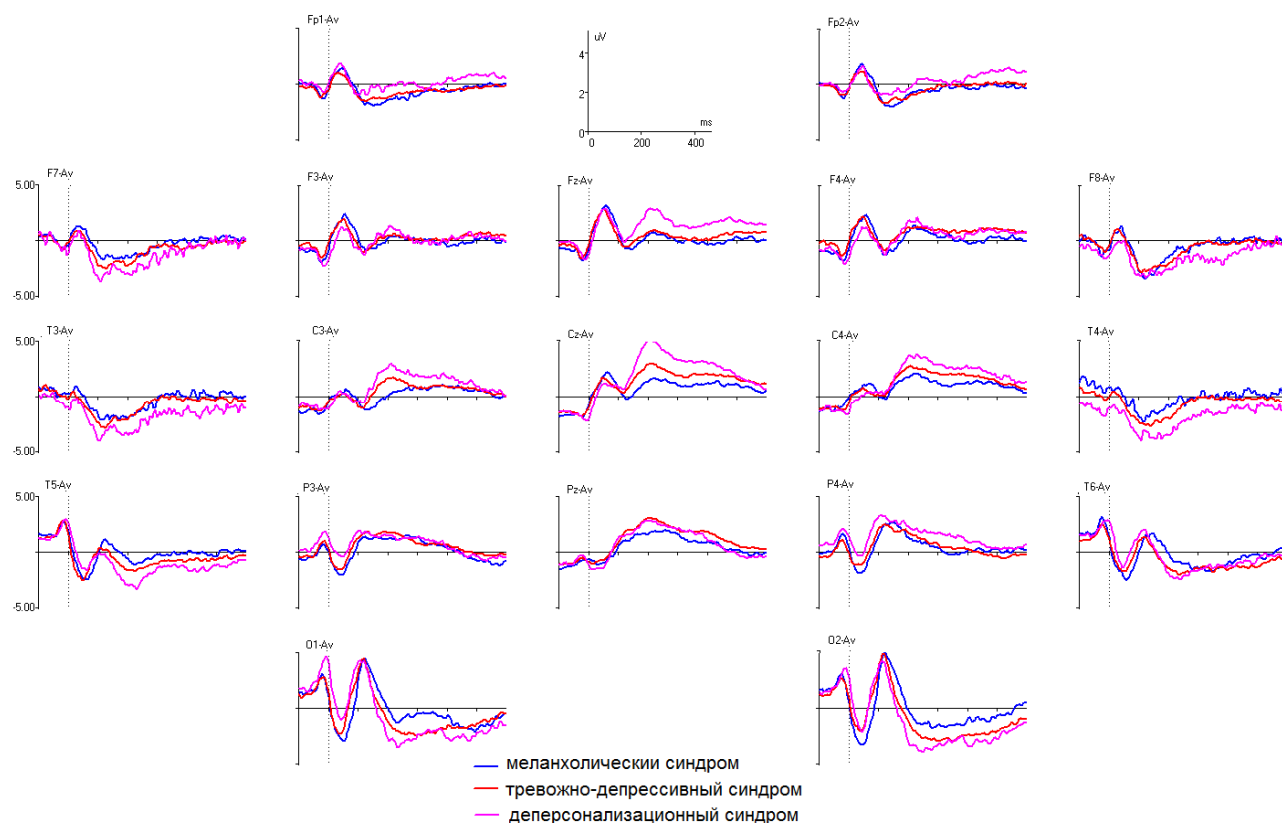 Fp1-Av
uV
4
2
0
ms
0 200 400
Fp2-Av
F7-Av
5.00
-5.00
F3-Av
Fz-Av
F4-Av
F8-Av
T3-Av
5.00
-5.00
C3-Av
Cz-Av
C4-Av
T4-Av
T5-Av
5.00
-5.00
P3-Av
Pz-Av
P4-Av
T6-Av
O1-Av
O2-Av
меланхолический синдром
тревожно-депрессивный синдром
деперсонализационный синдром